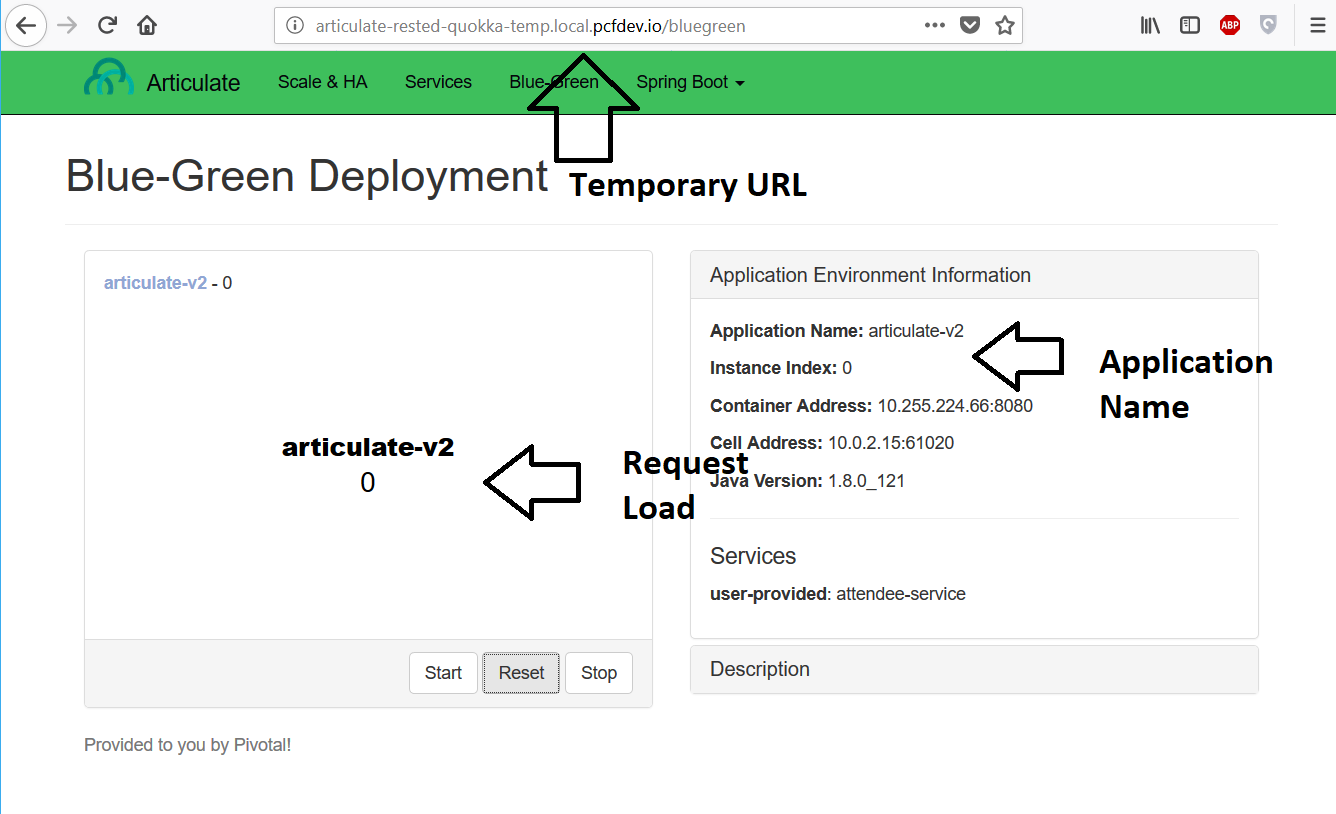 articulate-rested-quokka-temp.local.pcfdev.io/bluegreen
ABP
Articulate Scale & HA Services Blue-Green Spring Boot
Blue-Green Deployment
Temporary URL
articulate-v2 - 0
articulate-v2
0
Request
Load
Start Reset Stop
Application Environment Information
Application Name: articulate-v2
Instance Index: 0
Container Address: 10.255.224.66:8080
Cell Address: 10.0.2.15:61020
Java Version: 1.8.0_121
Application
Name
Services
user-provided: attendee-service
Description
Provided to you by Pivotal!